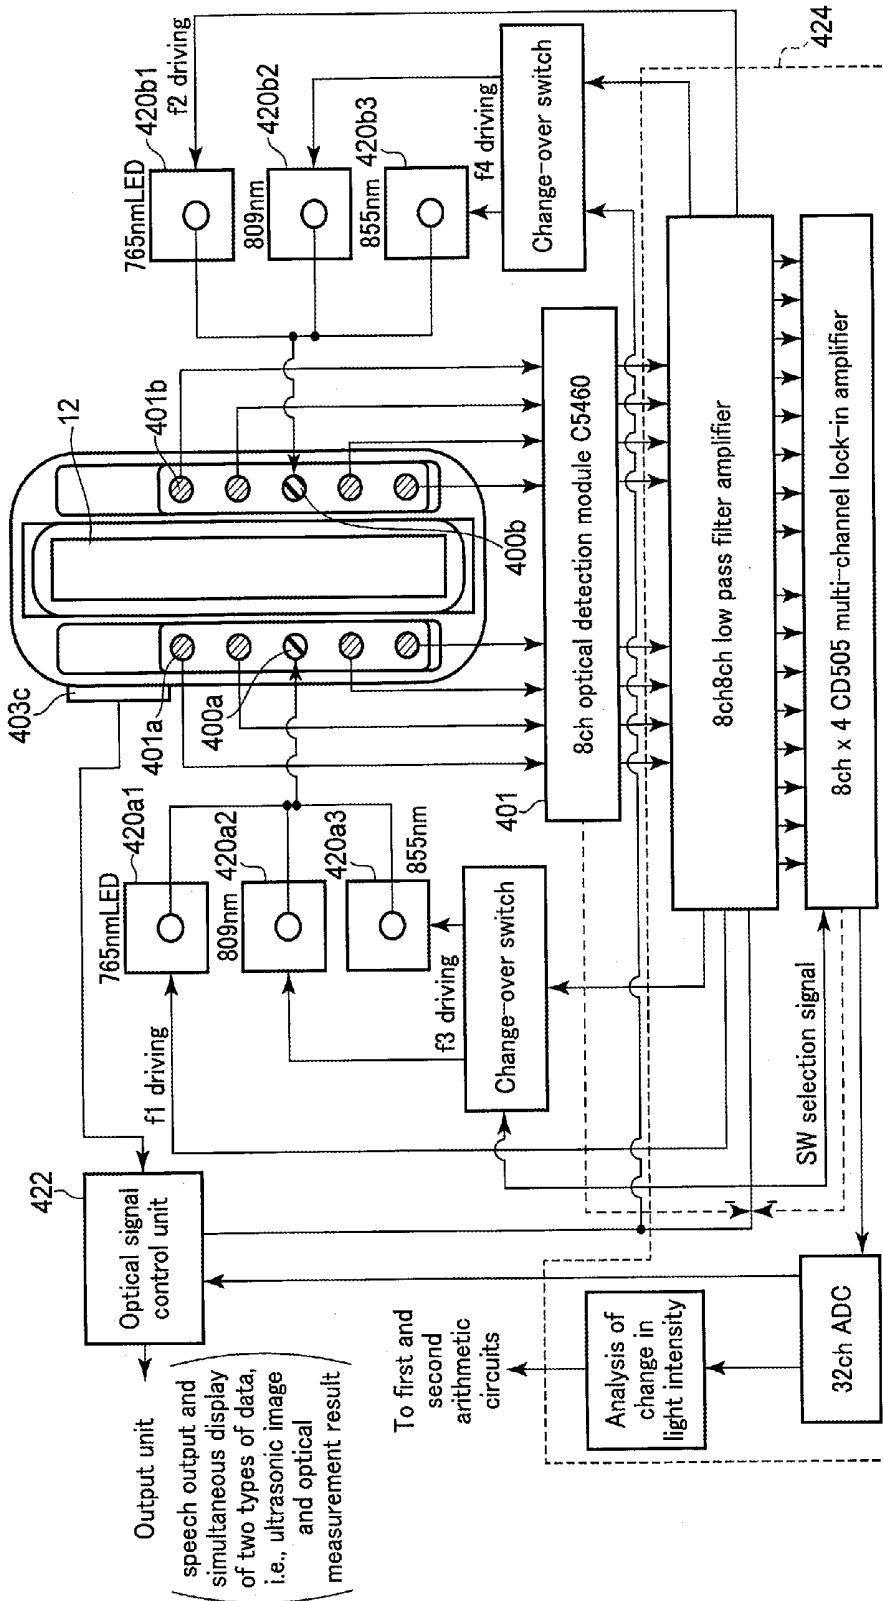 Output unit
speech output and
simultaneous display
of two types of data,
i.e., ultrasonic image
and optical
measurement result
422
Optical signal
control unit
To first and
second
arithmetic
circuits
Analysis of
change in
light intensity
32ch ADC
f1 driving
765nmLED
420a1
809nm
420a2
420a3
855nm
f3 driving
Change-over switch
SW selection signal
403c
401a
400a
12
401b
400b
401
8ch optical detection module C5460
8ch8ch low pass filter amplifier
8ch x 4 CD505 multi-channel lock-in amplifier
765nmLED
420b1
f2 driving
809nm
420b2
855nm
420b3
f4 driving
Change-over switch
424